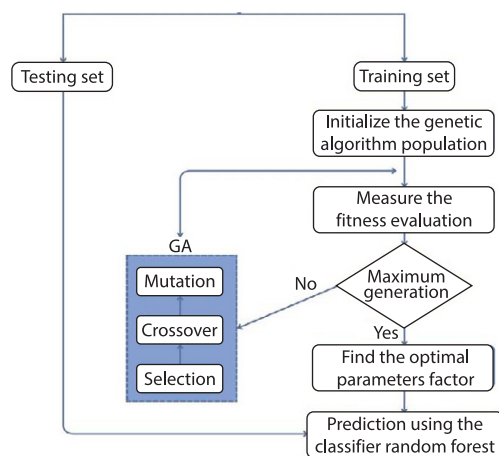 Testing set
Training set
Initialize the genetic
algorithm population
Measure the
fitness evaluation
GA
Mutation
Crossover
Selection
No
Maximum
generation
Yes
Find the optimal
parameters factor
Prediction using the
classifier random forest